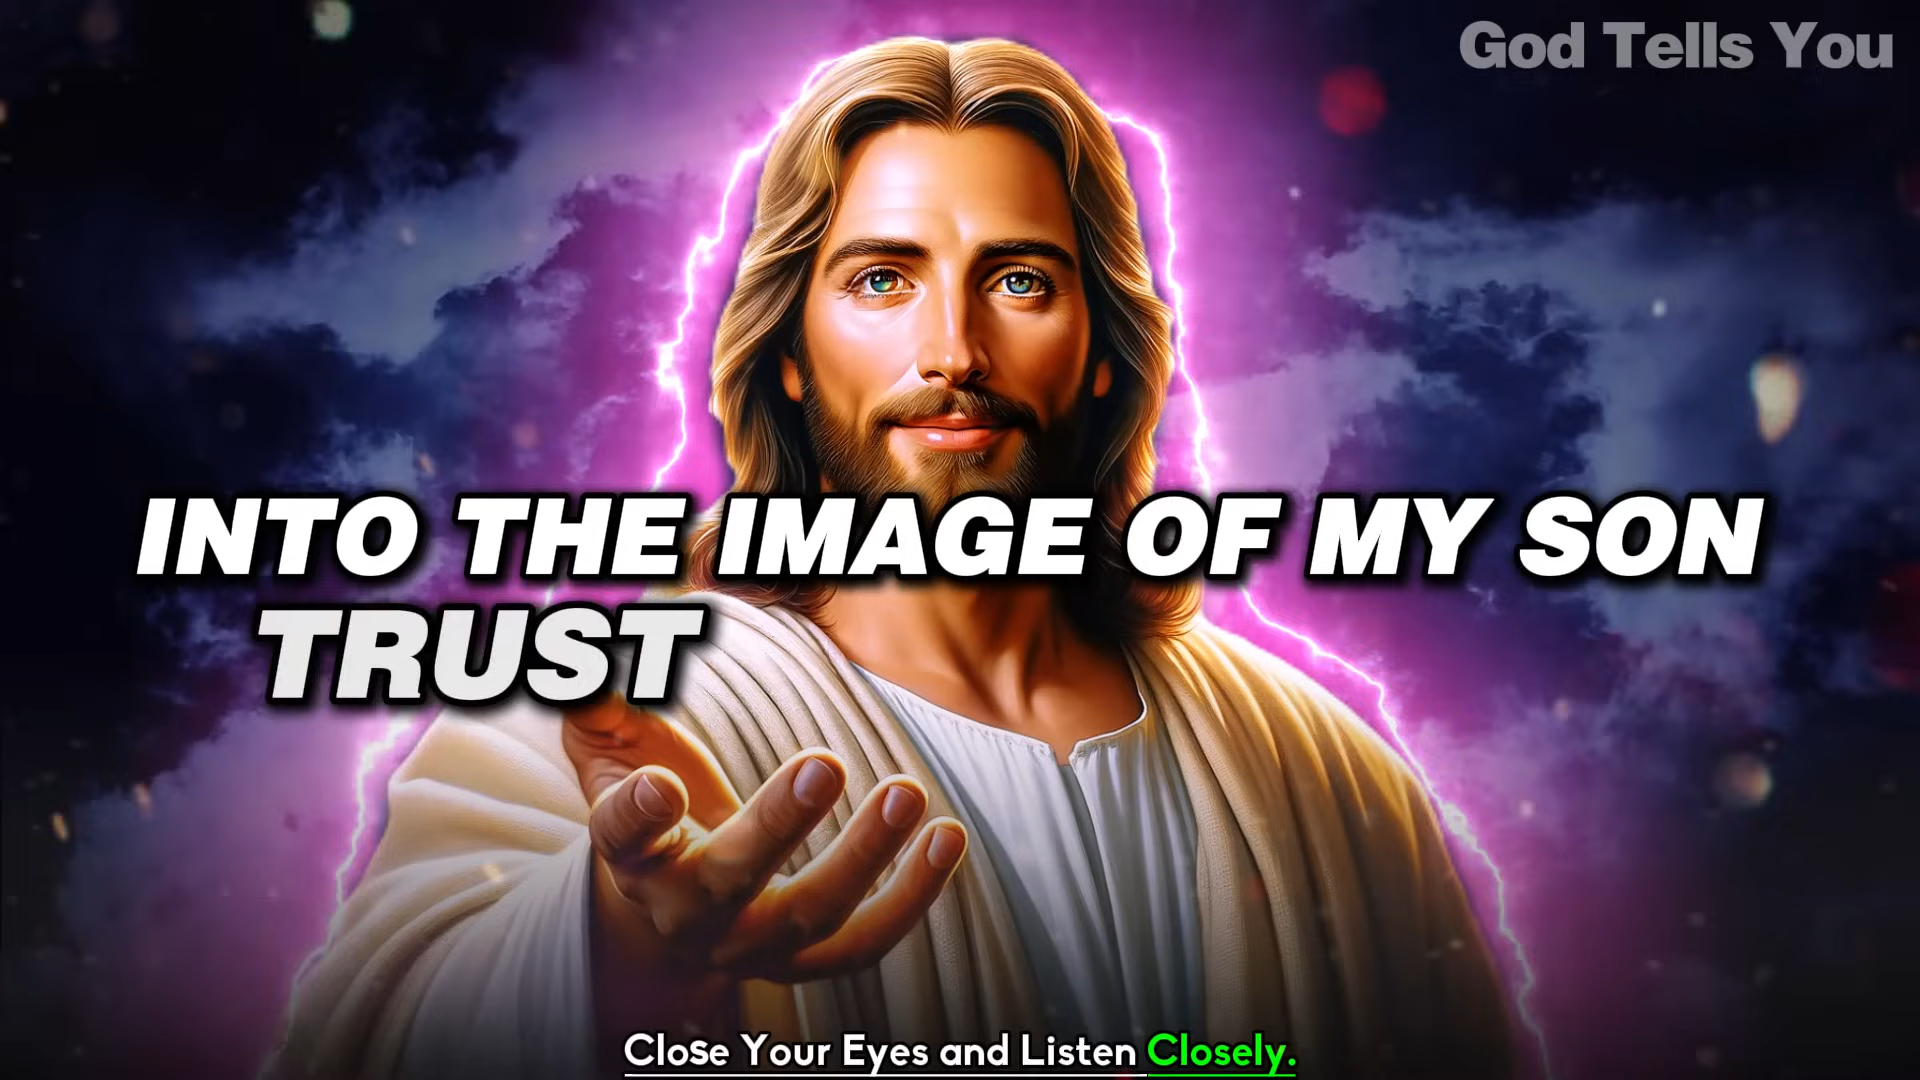 God Tells You
INTO THE IMAGE OF MY SON
TRUST
Close Your Eyes and Listen Closely.